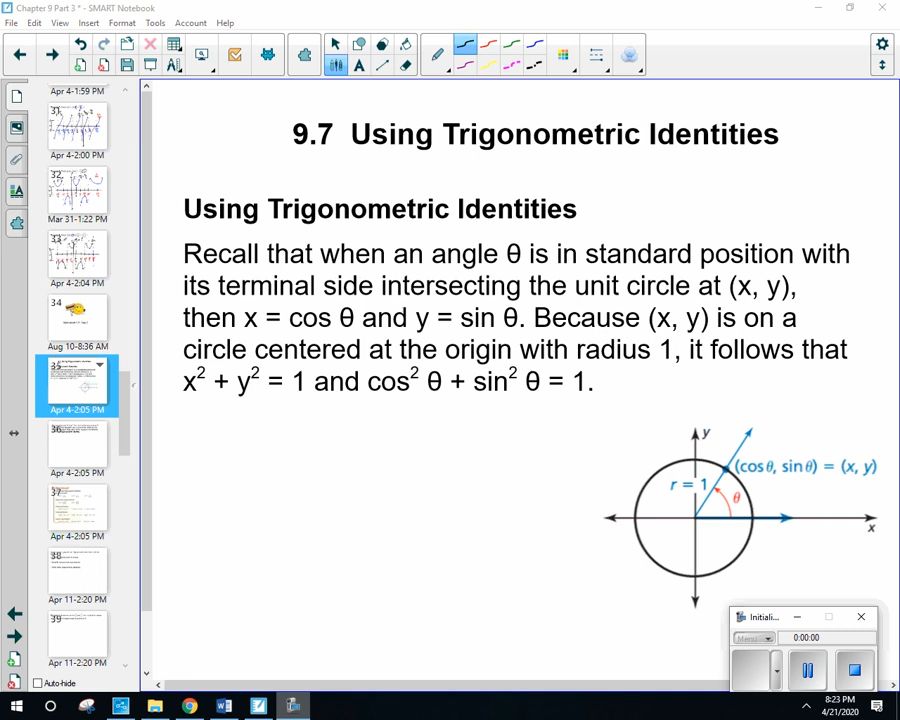 Chapter 9 Part 3 * - SMART Notebook
File Edit View Insert Format Tools Account Help
Apr 4-1:59 PM
31
Apr 4-2:00 PM
32
Mar 31-1:22 PM
33
Apr 4-2:04 PM
34
Aug 10-8:36 AM
35
Apr 4-2:05 PM
36
Apr 4-2:05 PM
37
Apr 4-2:05 PM
38
Apr 11-2:20 PM
39
Apr 11-2:20 PM
Auto-hide
9.7 Using Trigonometric Identities
Using Trigonometric Identities
Recall that when an angle θ is in standard position with
its terminal side intersecting the unit circle at (x, y),
then x = cos θ and y = sin θ. Because (x, y) is on a
circle centered at the origin with radius 1, it follows that
x² + y² = 1 and cos² θ + sin² θ = 1.
y
(cos θ, sin θ) = (x, y)
r = 1
θ
x
Initiali...
Menu
0:00:00
8:23 PM
4/21/2020